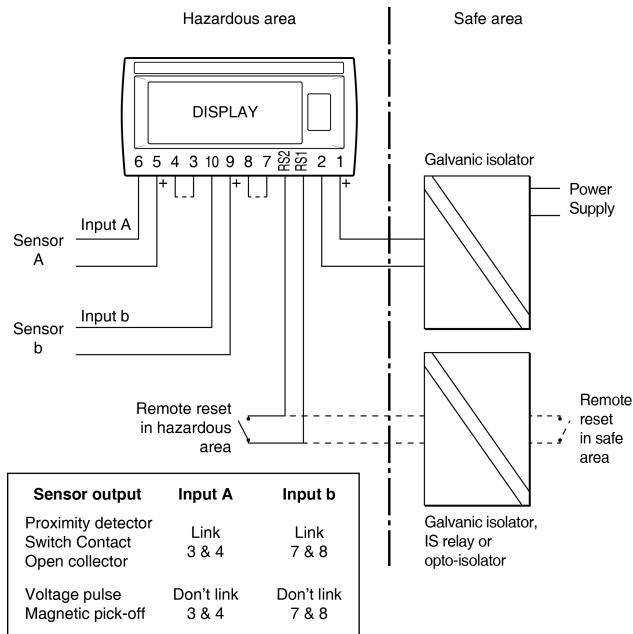 Hazardous area
Safe area
DISPLAY
6 5 4 3 10 9 8 7 RS2 RS1 2 1
+ + +
Galvanic isolator
Power
Supply
Input A
Sensor
A
Input b
Sensor
b
Remote reset
in hazardous
area
Remote
reset
in safe
area
Galvanic isolator,
IS relay or
opto-isolator
Sensor output Input A Input b
Proximity detector
Switch Contact
Open collector
Link
3 & 4
Link
7 & 8
Voltage pulse Don't link Don't link
Magnetic pick-off 3 & 4 7 & 8